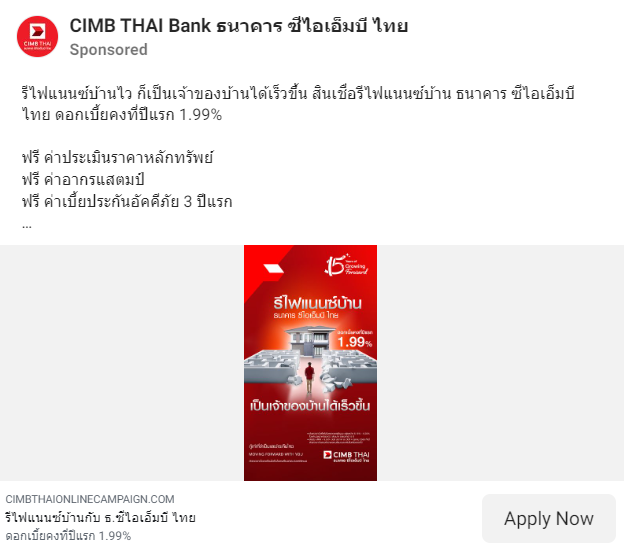 CIMB THAI
CIMB THAI Bank ธนาคาร ซีไอเอ็มบี ไทย
Sponsored
รีไฟแนนซ์บ้านไว ก็เป็นเจ้าของบ้านได้เร็วขึ้น สินเชื่อรีไฟแนนซ์บ้าน ธนาคาร ซีไอเอ็มบี
ไทย ดอกเบี้ยคงที่ปีแรก 1.99%
ฟรี ค่าประเมินราคาหลักทรัพย์
ฟรี ค่าอากรแสตมป์
ฟรี ค่าเบี้ยประกันอัคคีภัย 3 ปีแรก
...
15 Years of
Growing
Forward
รีไฟแนนซ์บ้าน
ธนาคาร ซีไอเอ็มบี ไทย
ดอกเบี้ยคงที่ปีแรก
1.99%
เป็นเจ้าของบ้านได้เร็วขึ้น
MOVING FORWARD WITH YOU
CIMB THAI
CIMBTHAIONLINECAMPAIGN.COM
รีไฟแนนซ์บ้านกับ ธ.ซีไอเอ็มบี ไทย
ดอกเบี้ยคงที่ปีแรก 1.99%
Apply Now